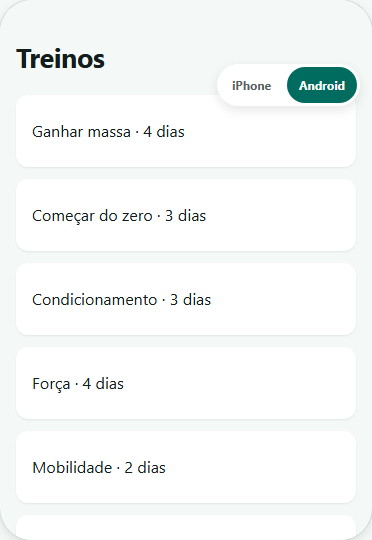 Treinos
iPhone Android
Ganhar massa · 4 dias
Começar do zero · 3 dias
Condicionamento · 3 dias
Força · 4 dias
Mobilidade · 2 dias